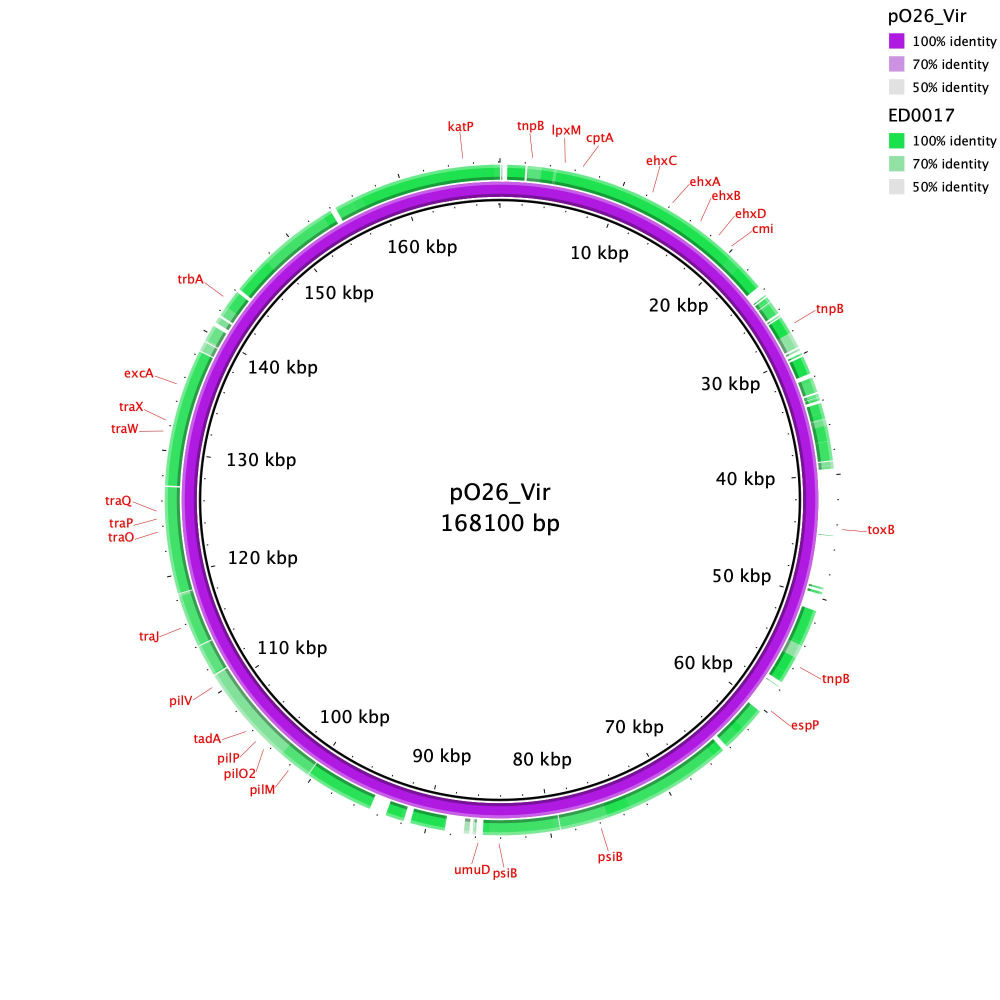 pO26_Vir
100% identity
70% identity
50% identity
ED0017
100% identity
70% identity
50% identity
katP
tnpB
lpxM
cptA
ehxC
ehxA
ehxB
ehxD
cmi
tnpB
toxB
tnpB
espP
psiB
psiB
umuD
pilM
pilO2
pilP
tadA
pilV
traJ
traO
traP
traQ
traW
traX
excA
trbA
10 kbp
20 kbp
30 kbp
40 kbp
50 kbp
60 kbp
70 kbp
80 kbp
90 kbp
100 kbp
110 kbp
120 kbp
130 kbp
140 kbp
150 kbp
160 kbp
pO26_Vir
168100 bp